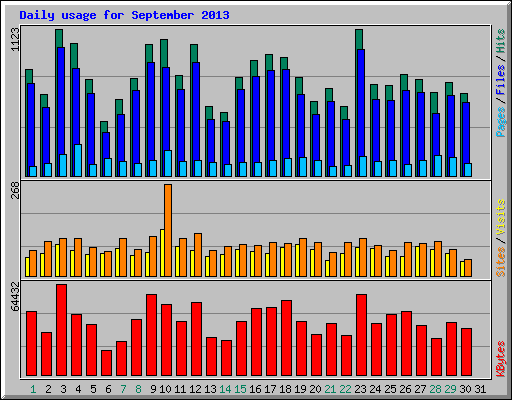 Daily usage for September 2013
1123
Pages / Files / Hits
268
Sites / Visits
64432
KBytes
1 2 3 4 5 6 7 8 9 10 11 12 13 14 15 16 17 18 19 20 21 22 23 24 25 26 27 28 29 30 31